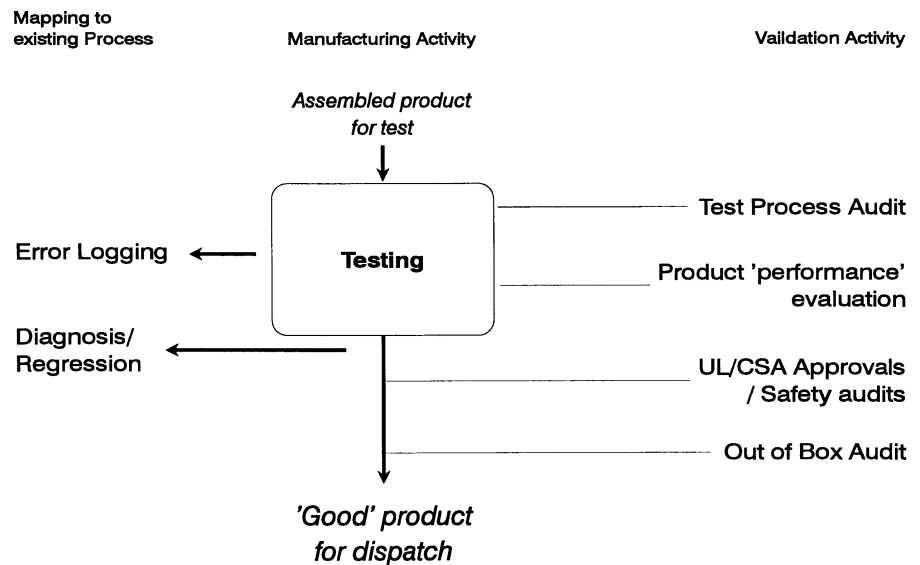 Mapping to
existing Process
Manufacturing Activity
Vaildation Activity
Assembled product
for test
Testing
Error Logging
Diagnosis/
Regression
Test Process Audit
Product 'performance'
evaluation
UL/CSA Approvals
/ Safety audits
Out of Box Audit
'Good' product
for dispatch